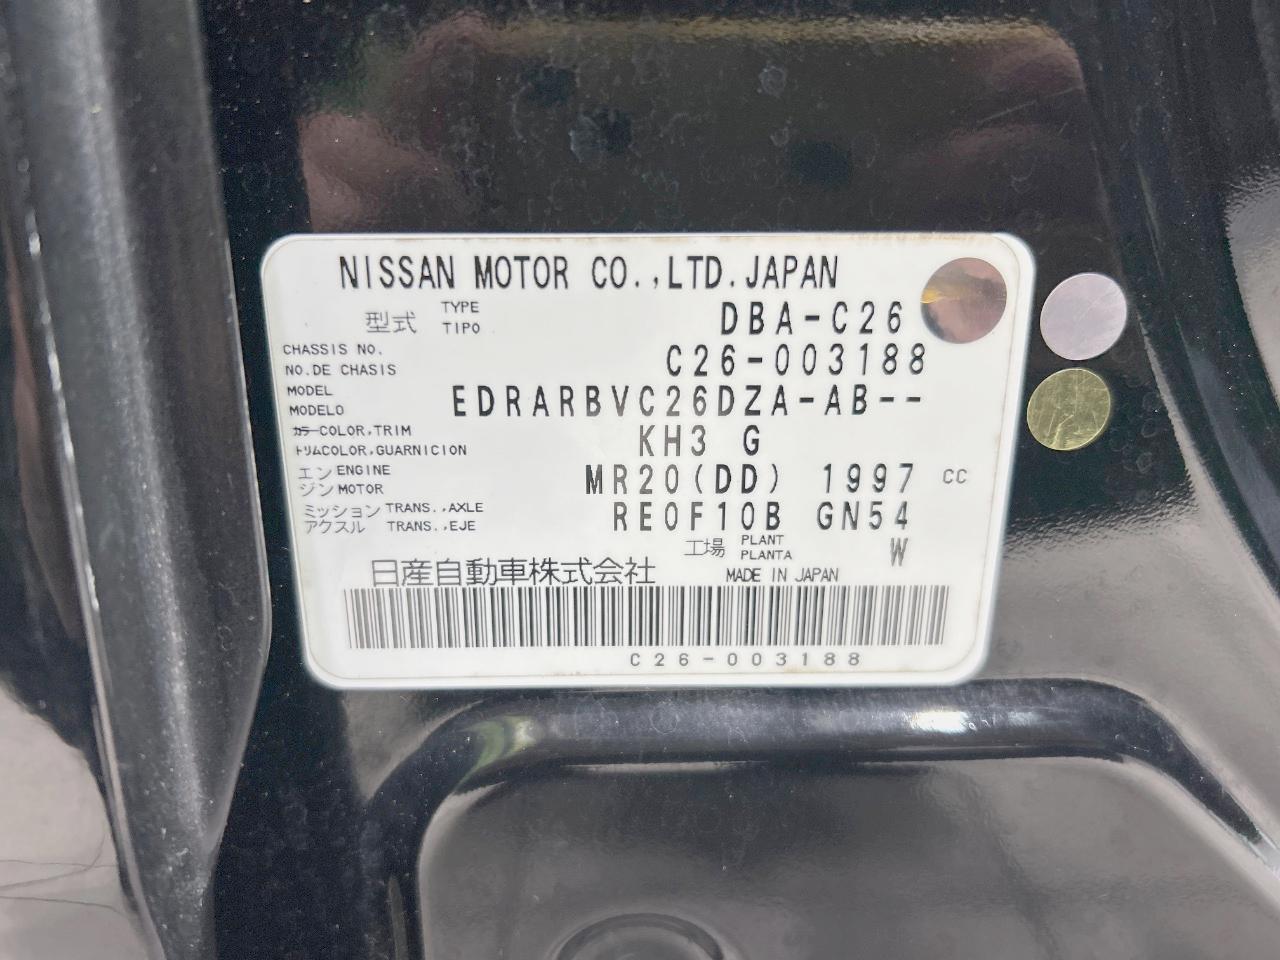 NISSAN MOTOR CO.,LTD.JAPAN
型式 TYPE TIPO DBA-C26
CHASSIS NO. NO.DE CHASIS C26-003188
MODEL MODELO EDRARBVC26DZA-AB--
カラー COLOR,TRIM トリム COLOR,GUARNICION KH3 G
エンジン ENGINE MOTOR MR20(DD) 1997 CC
ミッション TRANS.,AXLE アクスル TRANS.,EJE RE0F10B GN54
工場 PLANT PLANTA W
日産自動車株式会社 MADE IN JAPAN
C26-003188